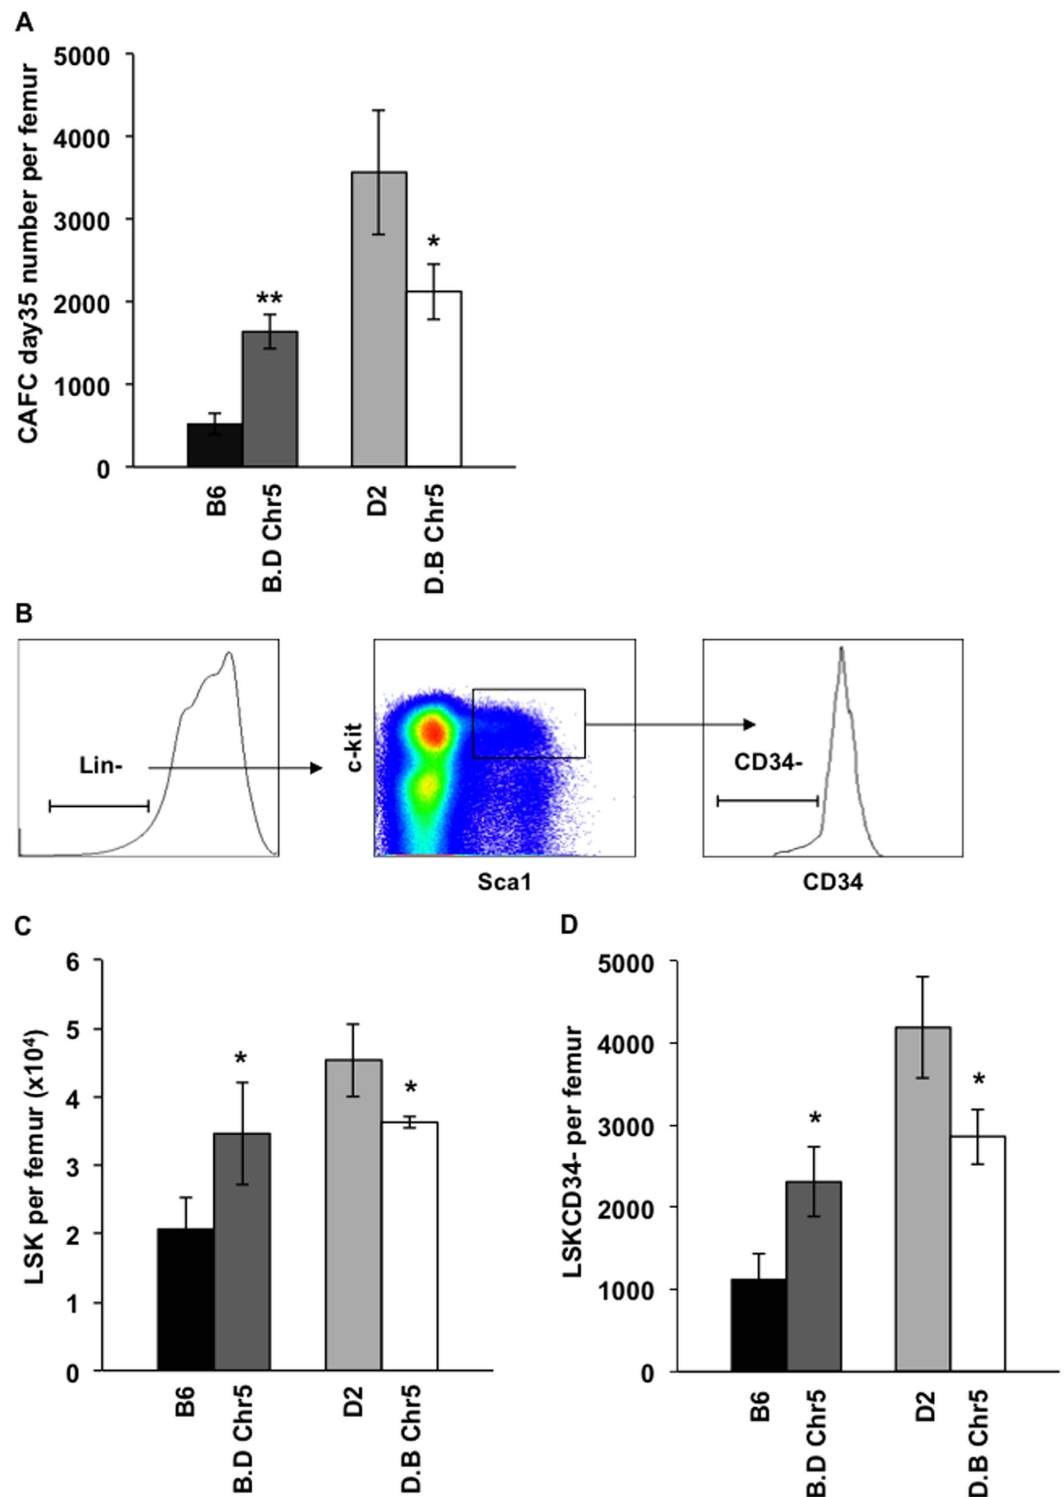 A
CAFC day35 number per femur
5000
4000
3000
2000
1000
0
**
*
B6
B.D Chr5
D2
D.B Chr5
B
Lin-
c-kit
Sca1
CD34-
CD34
C
LSK per femur (x10⁴)
6
5
4
3
2
1
0
*
*
B6
B.D Chr5
D2
D.B Chr5
D
LSKCD34- per femur
5000
4000
3000
2000
1000
0
*
*
B6
B.D Chr5
D2
D.B Chr5